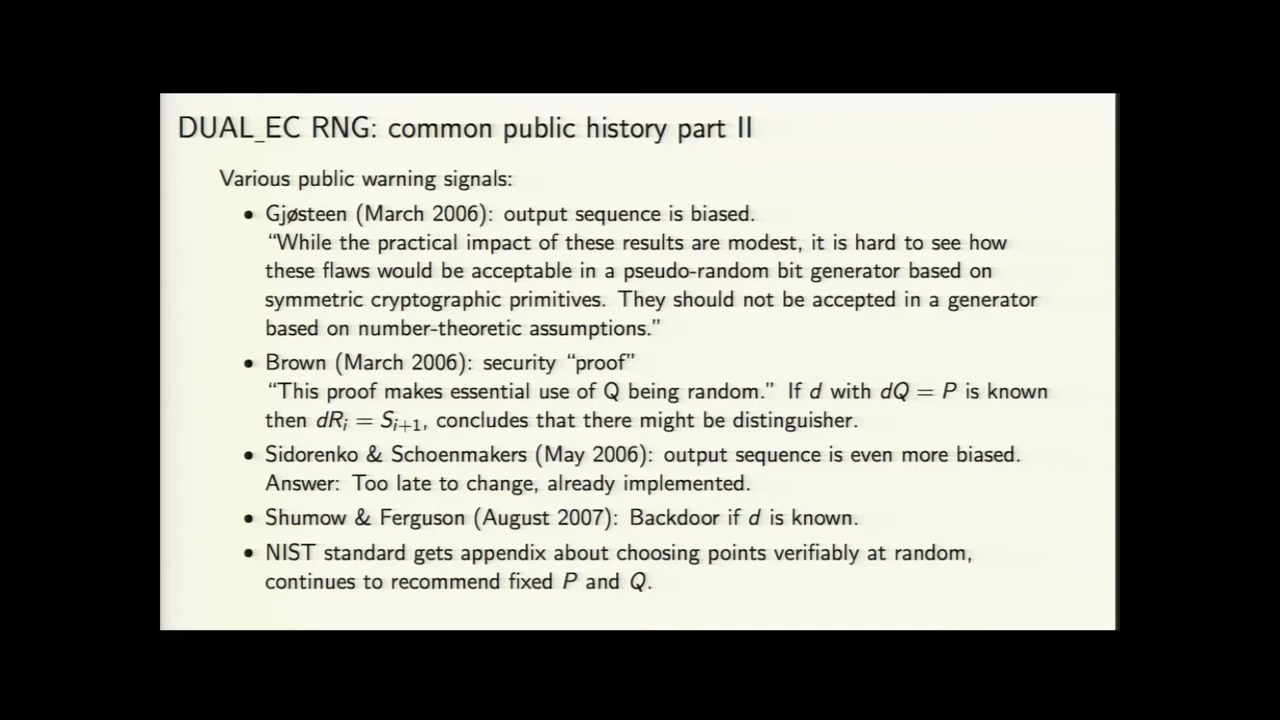 DUAL_EC RNG: common public history part II
Various public warning signals:
• Gjøsteen (March 2006): output sequence is biased.
“While the practical impact of these results are modest, it is hard to see how
these flaws would be acceptable in a pseudo-random bit generator based on
symmetric cryptographic primitives. They should not be accepted in a generator
based on number-theoretic assumptions.”
• Brown (March 2006): security “proof”
“This proof makes essential use of Q being random.” If d with dQ = P is known
then dRᵢ = Sᵢ₊₁, concludes that there might be distinguisher.
• Sidorenko & Schoenmakers (May 2006): output sequence is even more biased.
Answer: Too late to change, already implemented.
• Shumow & Ferguson (August 2007): Backdoor if d is known.
• NIST standard gets appendix about choosing points verifiably at random,
continues to recommend fixed P and Q.